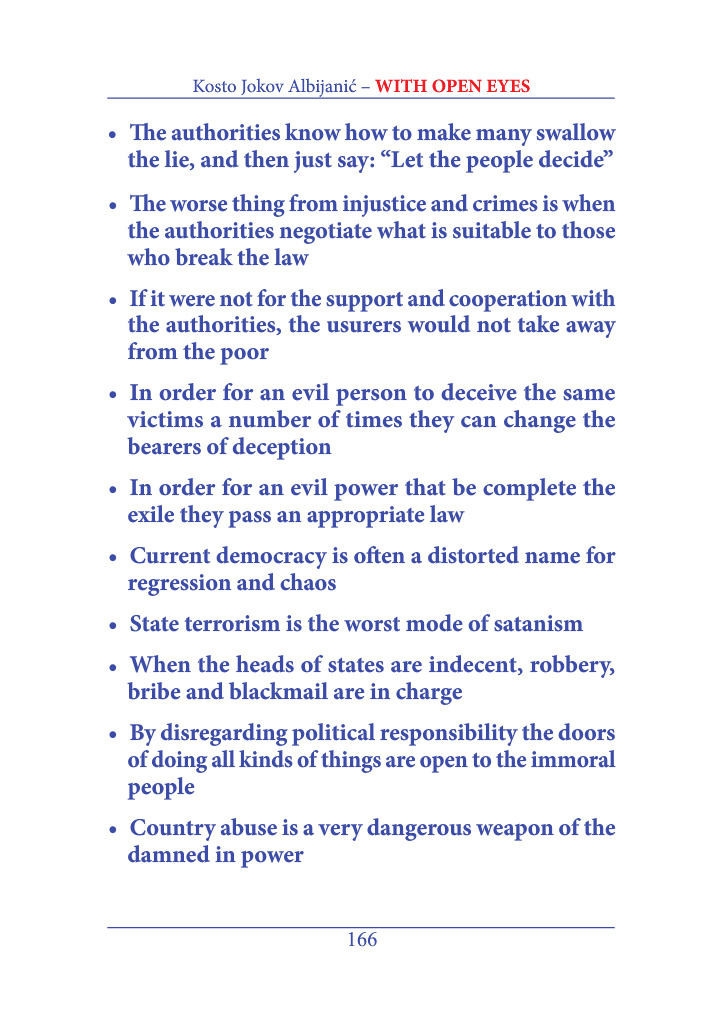 Kosto Jokov Albijanić – WITH OPEN EYES
• The authorities know how to make many swallow
the lie, and then just say: “Let the people decide”
• The worse thing from injustice and crimes is when
the authorities negotiate what is suitable to those
who break the law
• If it were not for the support and cooperation with
the authorities, the usurers would not take away
from the poor
• In order for an evil person to deceive the same
victims a number of times they can change the
bearers of deception
• In order for an evil power that be complete the
exile they pass an appropriate law
• Current democracy is often a distorted name for
regression and chaos
• State terrorism is the worst mode of satanism
• When the heads of states are indecent, robbery,
bribe and blackmail are in charge
• By disregarding political responsibility the doors
of doing all kinds of things are open to the immoral
people
• Country abuse is a very dangerous weapon of the
damned in power
166